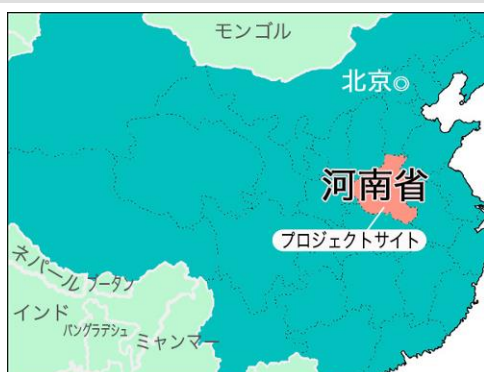 モンゴル
北京◎
河南省
プロジェクトサイト
ネパール
ブータン
インド
バングラデシュ
ミャンマー